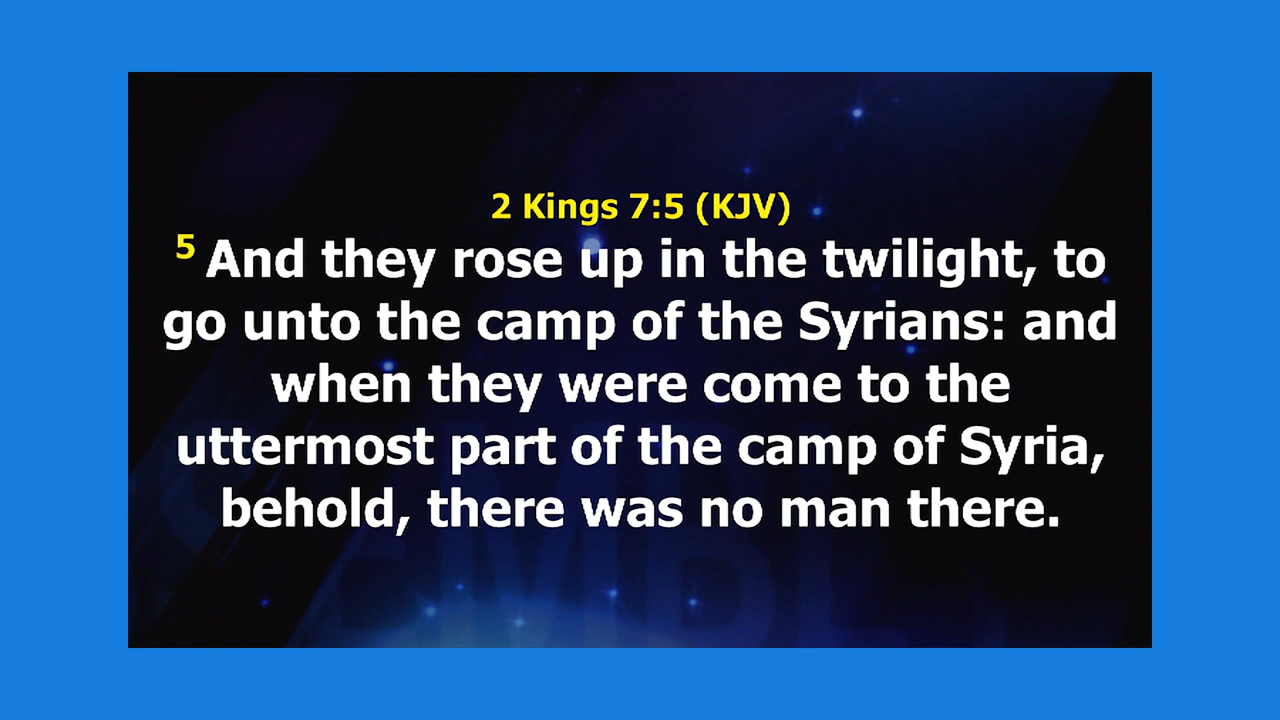 2 Kings 7:5 (KJV)
5 And they rose up in the twilight, to
go unto the camp of the Syrians: and
when they were come to the
uttermost part of the camp of Syria,
behold, there was no man there.